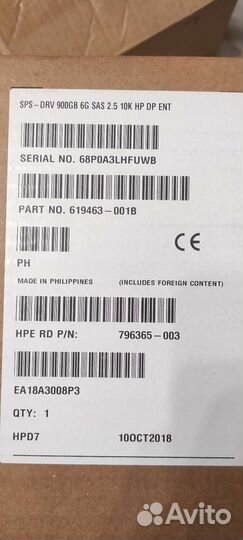 SPS-DRV 900GB 6G SAS 2.5 10K HP DP ENT
SERIAL NO. 68P0A3LHFUWB
PART NO. 619463-001B
CE
PH
MADE IN PHILIPPINES (INCLUDES FOREIGN CONTENT)
HPE RD P/N: 796365-003
EA18A3008P3
QTY: 1
HPD7 10OCT2018
Avito